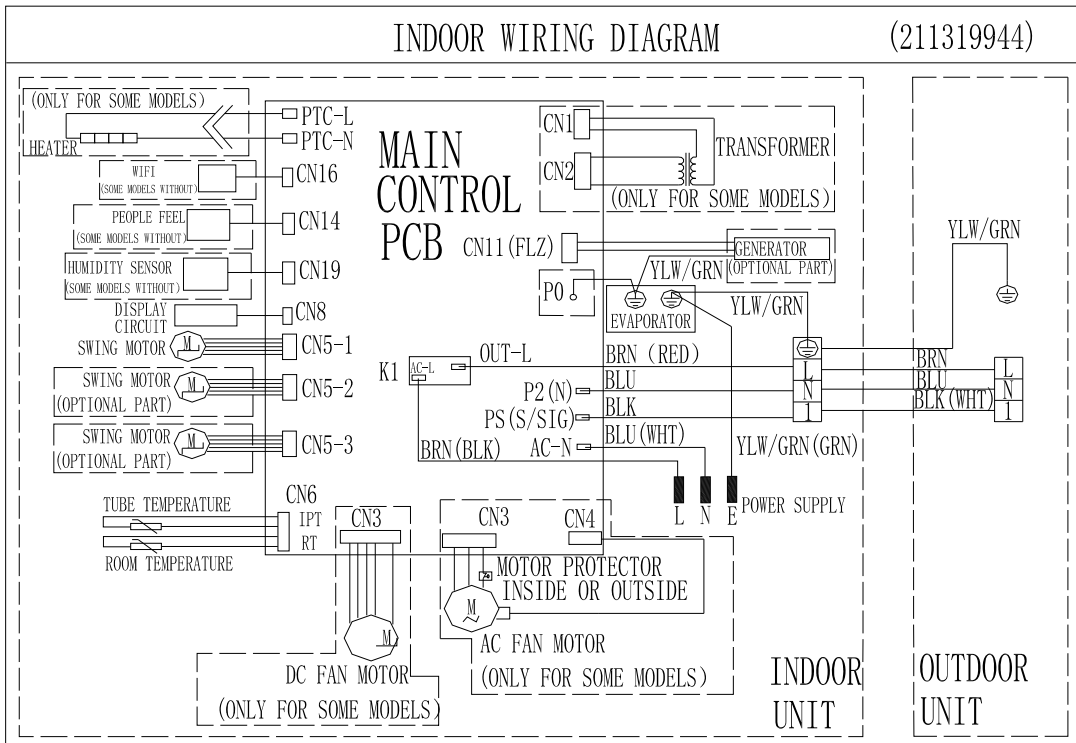 INDOOR WIRING DIAGRAM
(211319944)
(ONLY FOR SOME MODELS)
HEATER
PTC-L
PTC-N
WIFI
(SOME MODELS WITHOUT)
CN16
PEOPLE FEEL
(SOME MODELS WITHOUT)
CN14
HUMIDITY SENSOR
(SOME MODELS WITHOUT)
CN19
DISPLAY
CIRCUIT
CN8
SWING MOTOR
M
CN5-1
SWING MOTOR
(OPTIONAL PART)
M
CN5-2
SWING MOTOR
(OPTIONAL PART)
M
CN5-3
TUBE TEMPERATURE
ROOM TEMPERATURE
CN6
IPT
RT
MAIN
CONTROL
PCB
CN1
CN2
TRANSFORMER
(ONLY FOR SOME MODELS)
CN11(FLZ)
GENERATOR
(OPTIONAL PART)
YLW/GRN
P0
EVAPORATOR
YLW/GRN
K1
AC-L
OUT-L
BRN (RED)
P2(N)
BLU
PS(S/SIG)
BLK
AC-N
BLU(WHT)
BRN(BLK)
YLW/GRN(GRN)
L
N
1
L
N
E
POWER SUPPLY
CN3
M
DC FAN MOTOR
(ONLY FOR SOME MODELS)
CN3
CN4
MOTOR PROTECTOR
INSIDE OR OUTSIDE
M
AC FAN MOTOR
(ONLY FOR SOME MODELS)
INDOOR
UNIT
YLW/GRN
BRN
BLU
BLK(WHT)
L
N
1
OUTDOOR
UNIT